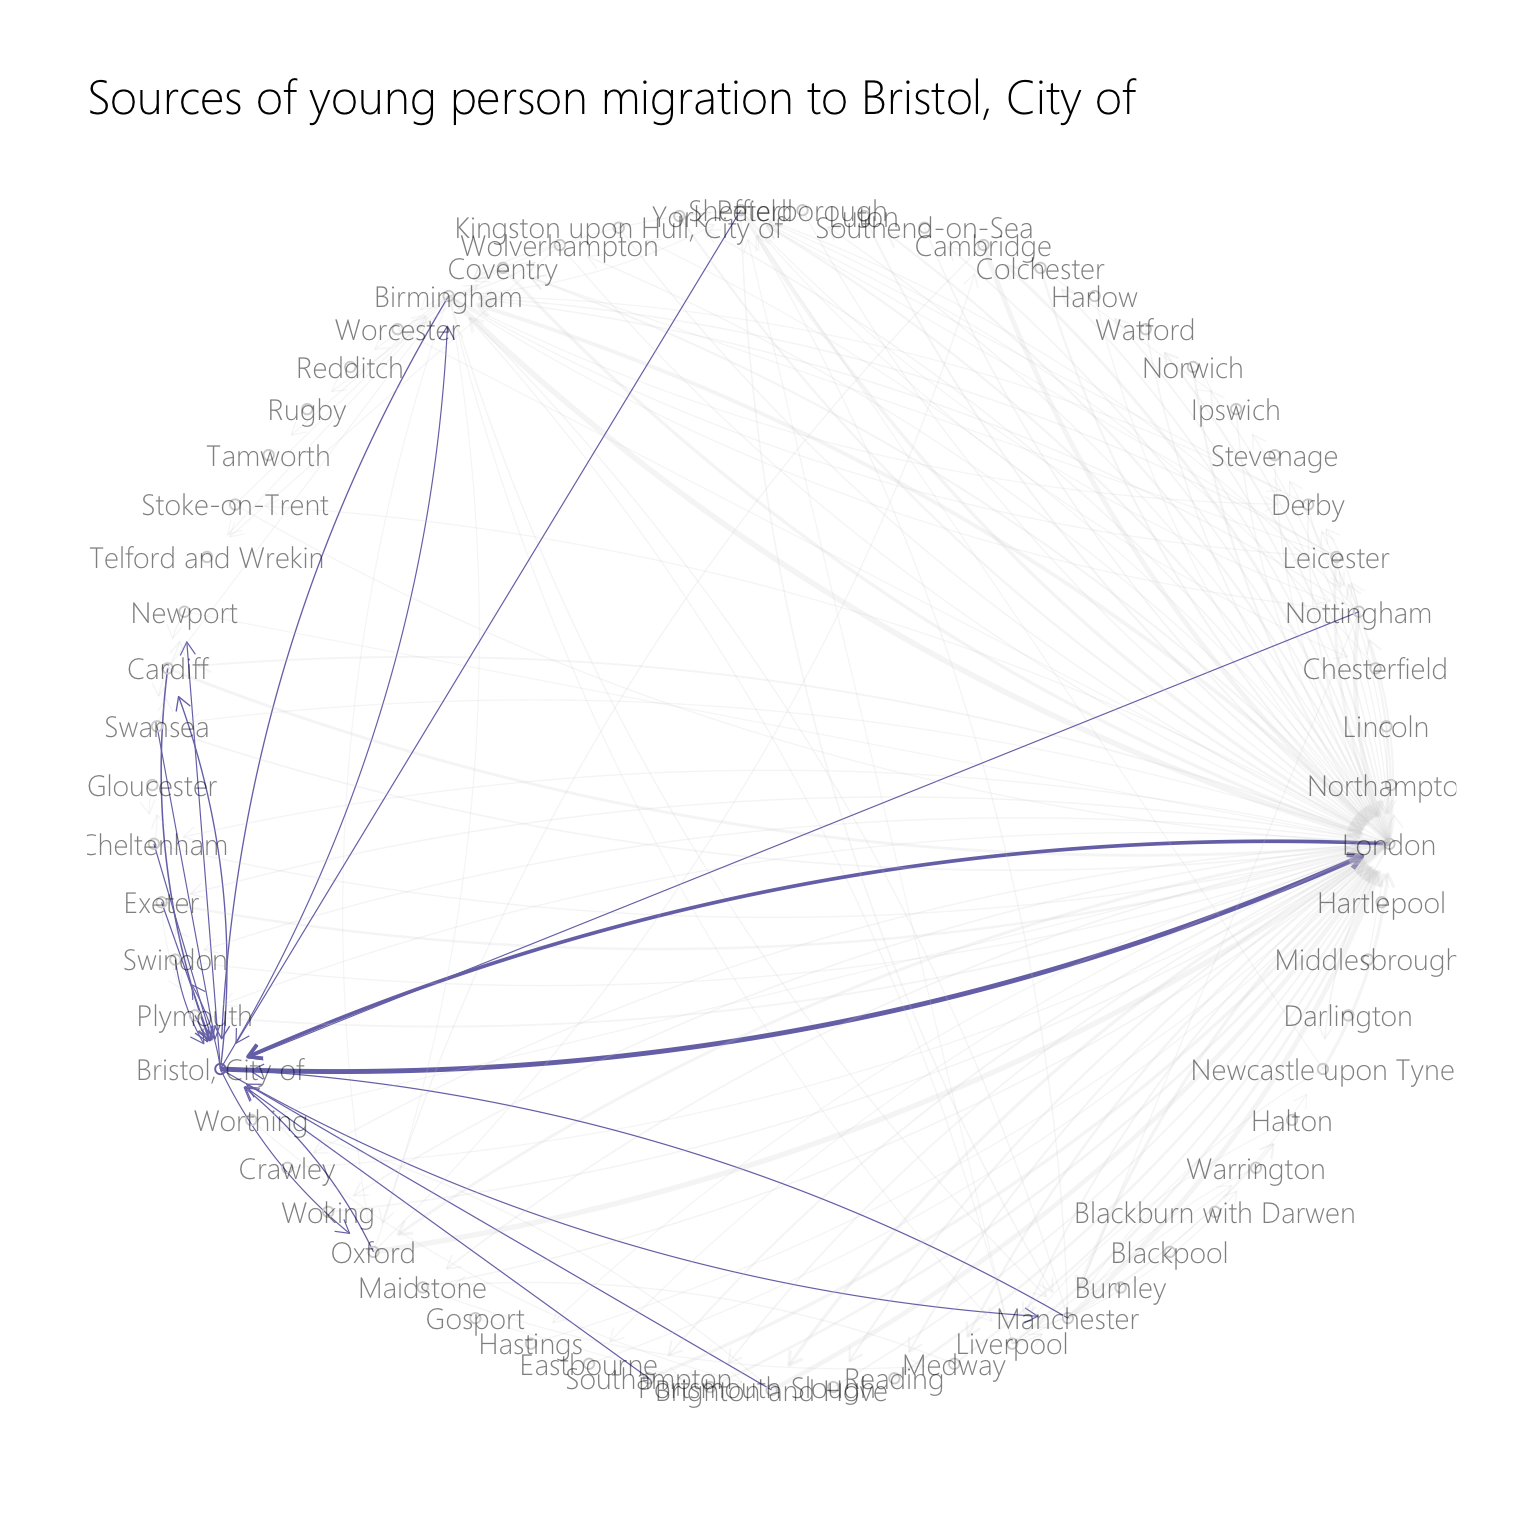 Sources of young person migration to Bristol, City of
Sheffield
Peterborough
York
Luton
Kingston upon Hull, City of
Southend-on-Sea
Wolverhampton
Cambridge
Coventry
Colchester
Birmingham
Harlow
Worcester
Watford
Redditch
Norwich
Rugby
Ipswich
Tamworth
Stevenage
Stoke-on-Trent
Derby
Telford and Wrekin
Leicester
Newport
Nottingham
Cardiff
Chesterfield
Swansea
Lincoln
Gloucester
Northampto
Cheltenham
London
Exeter
Hartlepool
Swindon
Middlesbrough
Plymouth
Darlington
Bristol, City of
Newcastle upon Tyne
Worthing
Halton
Crawley
Warrington
Woking
Blackburn with Darwen
Oxford
Blackpool
Maidstone
Burnley
Gosport
Manchester
Hastings
Liverpool
Eastbourne
Medway
Southampton
Reading
Portsmouth
Slough
Brighton and Hove